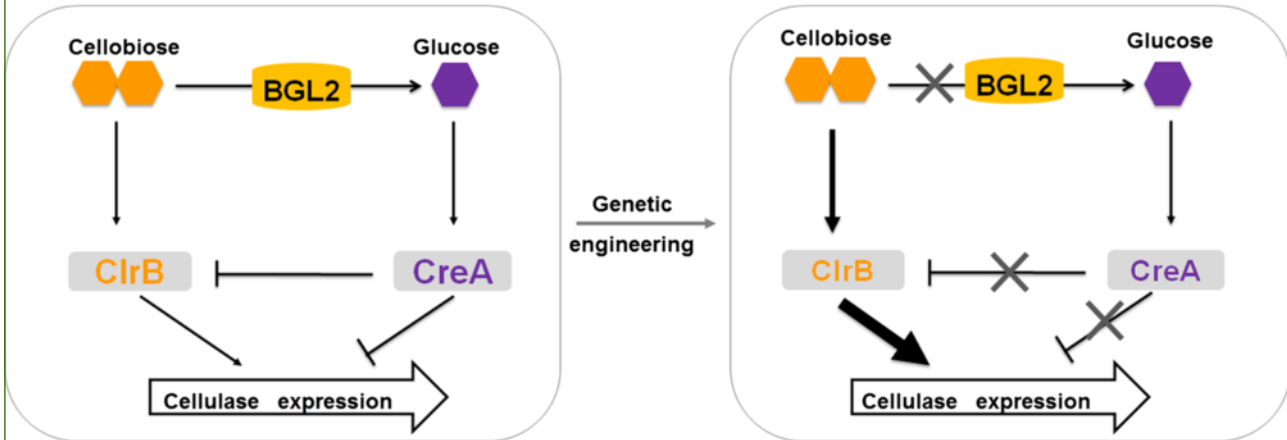 Cellobiose
Glucose
BGL2
ClrB
CreA
Cellulase expression
Genetic
engineering
Cellobiose
Glucose
BGL2
ClrB
CreA
Cellulase expression